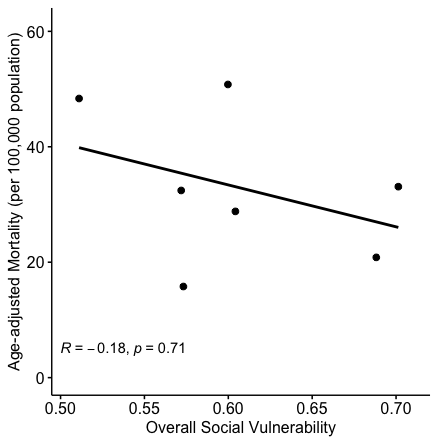 Age-adjusted Mortality (per 100,000 population)
60
40
20
0
R = −0.18, p = 0.71
0.50 0.55 0.60 0.65 0.70
Overall Social Vulnerability